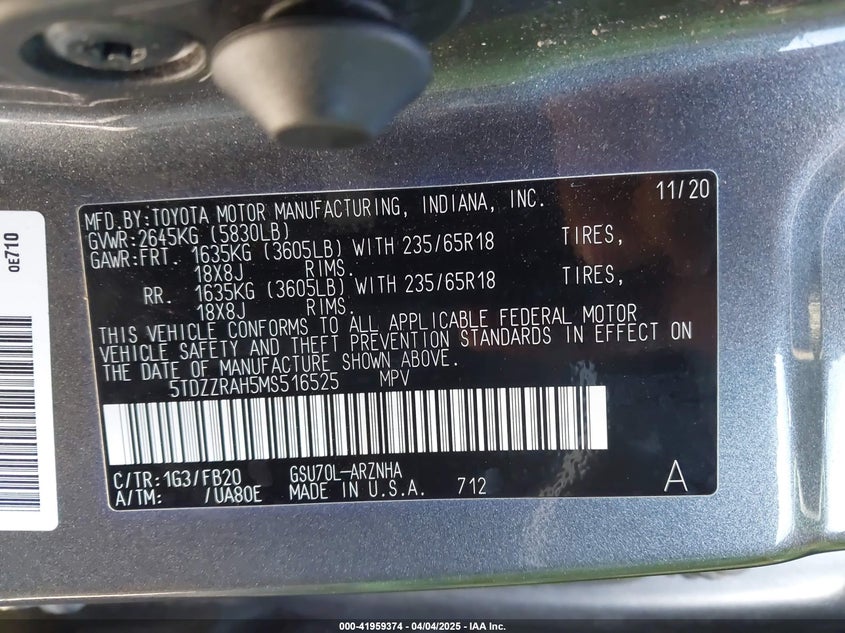 MFD.BY:TOYOTA MOTOR MANUFACTURING, INDIANA, INC. 11/20
GVWR:2645KG (5830LB)
GAWR:FRT. 1635KG (3605LB) WITH 235/65R18 TIRES,
18X8J RIMS.
RR. 1635KG (3605LB) WITH 235/65R18 TIRES,
18X8J RIMS.
THIS VEHICLE CONFORMS TO ALL APPLICABLE FEDERAL MOTOR
VEHICLE SAFETY AND THEFT PREVENTION STANDARDS IN EFFECT ON
THE DATE OF MANUFACTURE SHOWN ABOVE.
5TDZZRAH5MS516525 MPV
C/TR:1G3/FB20 GSU70L-ARZNHA
A/TM: /UA80E MADE IN U.S.A. 712 A
0E710
000-41959374 - 04/04/2025 - IAA Inc.